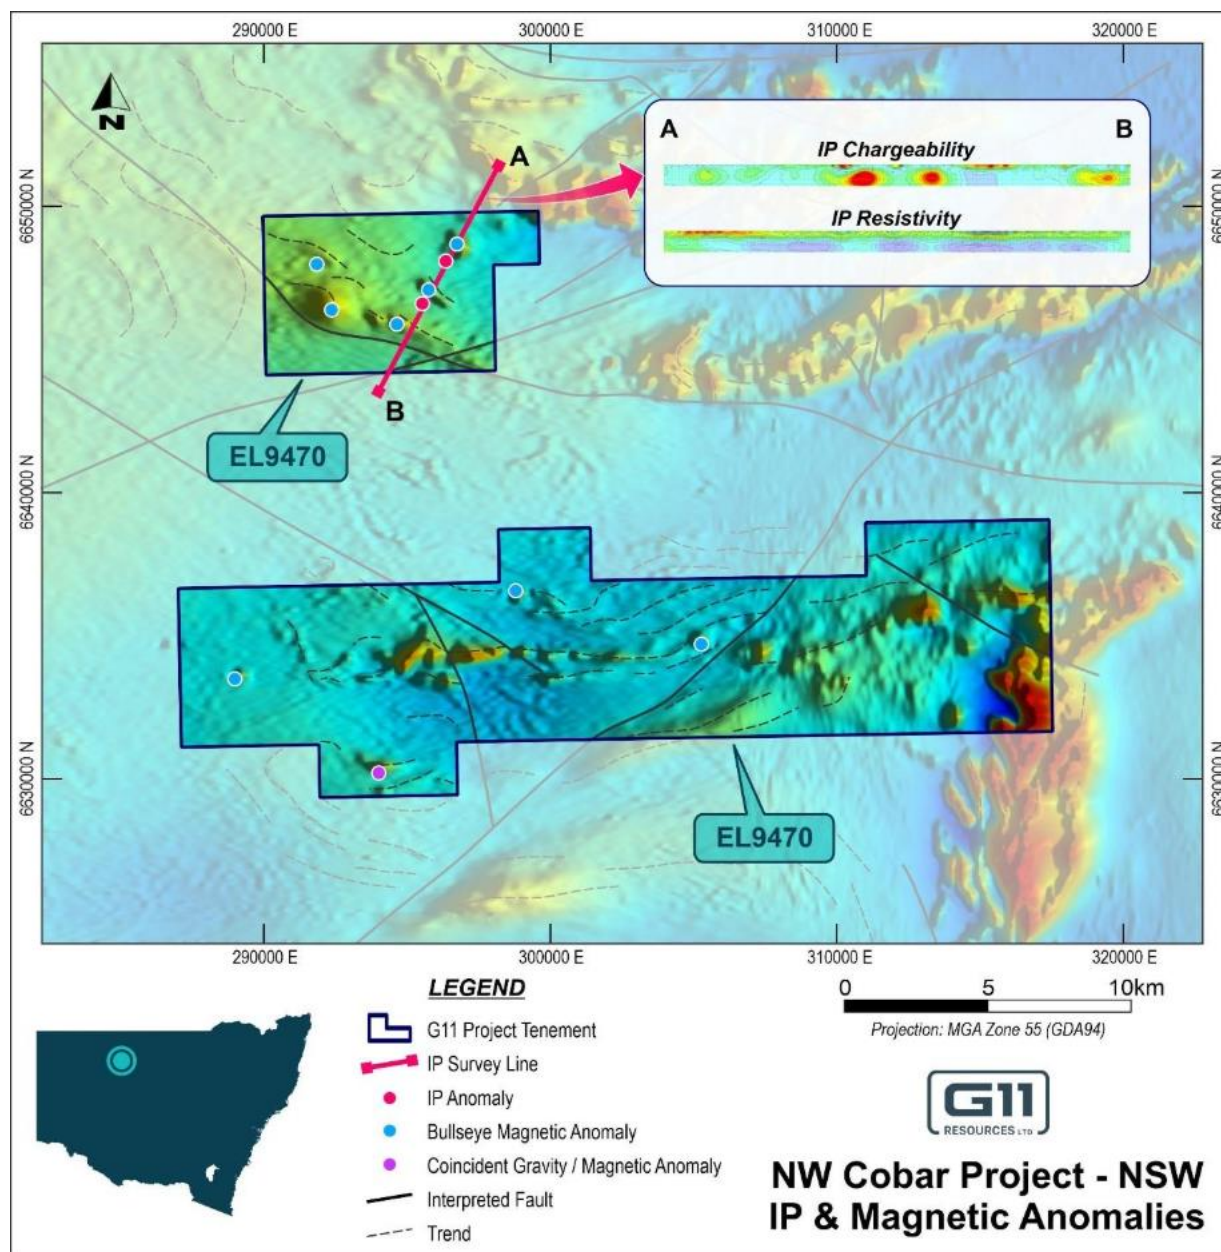 290000 E
300000 E
310000 E
320000 E
N
A
A
B
IP Chargeability
IP Resistivity
6650000 N
6650000 N
B
EL9470
6640000 N
6640000 N
6630000 N
6630000 N
EL9470
290000 E
300000 E
310000 E
320000 E
LEGEND
G11 Project Tenement
IP Survey Line
IP Anomaly
Bullseye Magnetic Anomaly
Coincident Gravity / Magnetic Anomaly
Interpreted Fault
Trend
0 5 10km
Projection: MGA Zone 55 (GDA94)
G11
RESOURCES LTD
NW Cobar Project - NSW
IP & Magnetic Anomalies